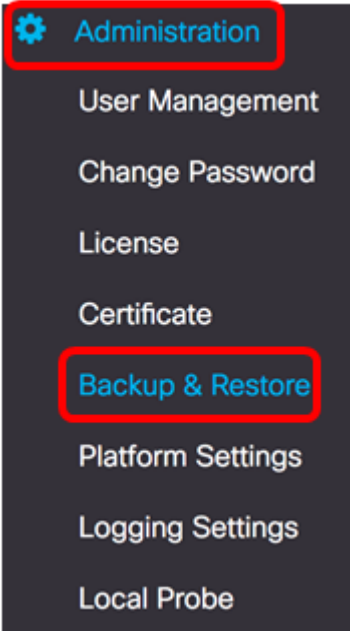 Administration
User Management
Change Password
License
Certificate
Backup & Restore
Platform Settings
Logging Settings
Local Probe